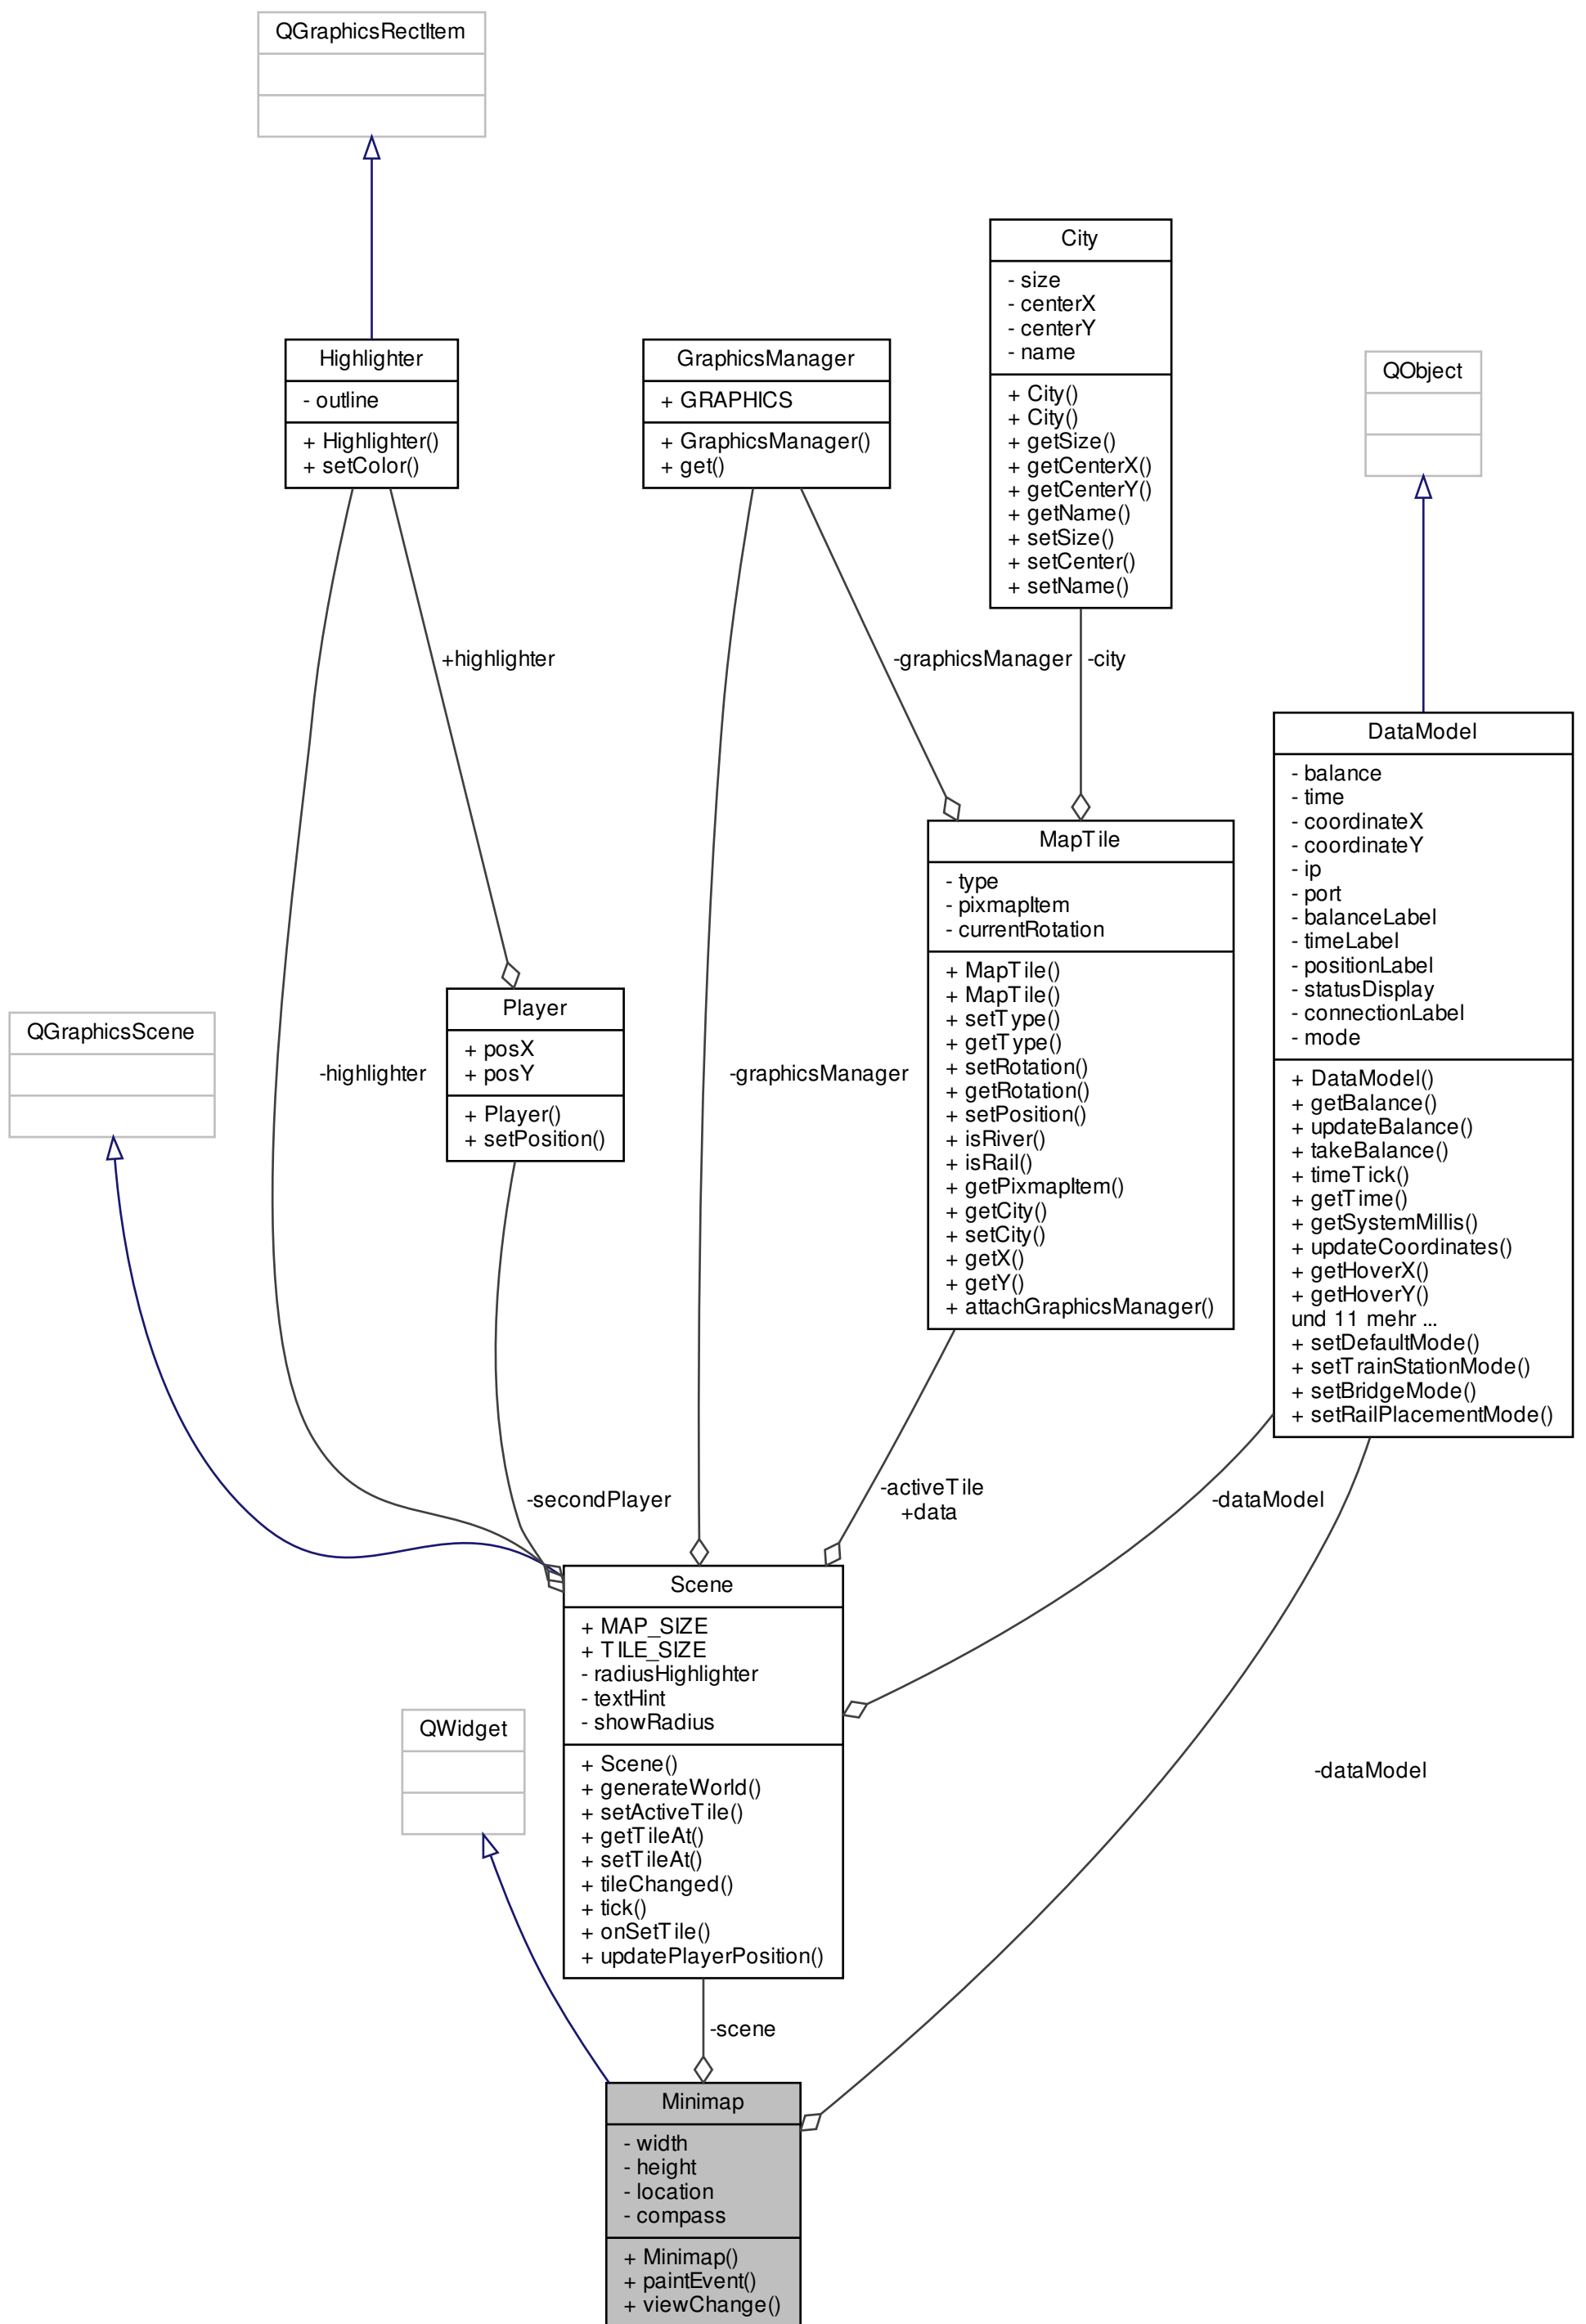 QGraphicsRectItem
City
- size
- centerX
- centerY
- name
+ City()
+ City()
+ getSize()
+ getCenterX()
+ getCenterY()
+ getName()
+ setSize()
+ setCenter()
+ setName()
Highlighter
- outline
+ Highlighter()
+ setColor()
GraphicsManager
+ GRAPHICS
+ GraphicsManager()
+ get()
QObject
+highlighter
-graphicsManager
-city
DataModel
- balance
- time
- coordinateX
- coordinateY
- ip
- port
- balanceLabel
- timeLabel
- positionLabel
- statusDisplay
- connectionLabel
- mode
+ DataModel()
+ getBalance()
+ updateBalance()
+ takeBalance()
+ timeTick()
+ getTime()
+ getSystemMillis()
+ updateCoordinates()
+ getHoverX()
+ getHoverY()
und 11 mehr ...
+ setDefaultMode()
+ setTrainStationMode()
+ setBridgeMode()
+ setRailPlacementMode()
MapTile
- type
- pixmapItem
- currentRotation
+ MapTile()
+ MapTile()
+ setType()
+ getType()
+ setRotation()
+ getRotation()
+ setPosition()
+ isRiver()
+ isRail()
+ getPixmapItem()
+ getCity()
+ setCity()
+ getX()
+ getY()
+ attachGraphicsManager()
Player
+ posX
+ posY
+ Player()
+ setPosition()
QGraphicsScene
-highlighter
-graphicsManager
-secondPlayer
-activeTile
+data
-dataModel
Scene
+ MAP_SIZE
+ TILE_SIZE
- radiusHighlighter
- textHint
- showRadius
+ Scene()
+ generateWorld()
+ setActiveTile()
+ getTileAt()
+ setTileAt()
+ tileChanged()
+ tick()
+ onSetTile()
+ updatePlayerPosition()
QWidget
-dataModel
-scene
Minimap
- width
- height
- location
- compass
+ Minimap()
+ paintEvent()
+ viewChange()